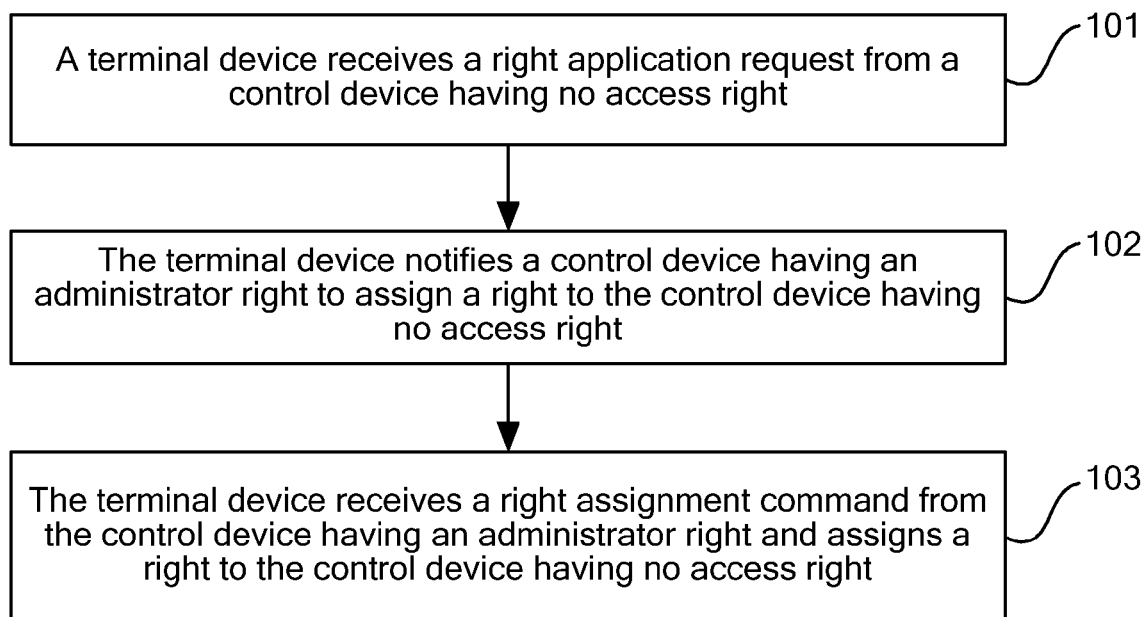 101
A terminal device receives a right application request from a
control device having no access right
102
The terminal device notifies a control device having an
administrator right to assign a right to the control device having
no access right
103
The terminal device receives a right assignment command from
the control device having an administrator right and assigns a
right to the control device having no access right